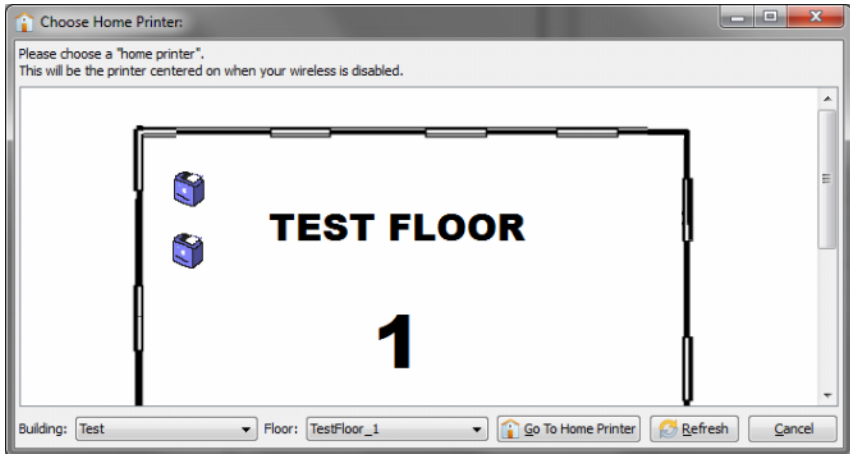 Choose Home Printer:
Please choose a "home printer".
This will be the printer centered on when your wireless is disabled.
TEST FLOOR
1
Building: Test Floor: TestFloor_1 Go To Home Printer Refresh Cancel